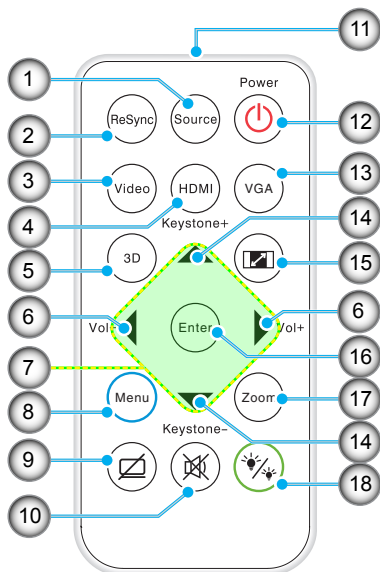 11
1
Power
ReSync
Source
2
12
3
13
Video
HDMI
VGA
4
Keystone+
14
3D
5
15
6
Vol-
Enter
Vol+
6
7
16
Menu
Zoom
8
17
Keystone-
14
9
10
18